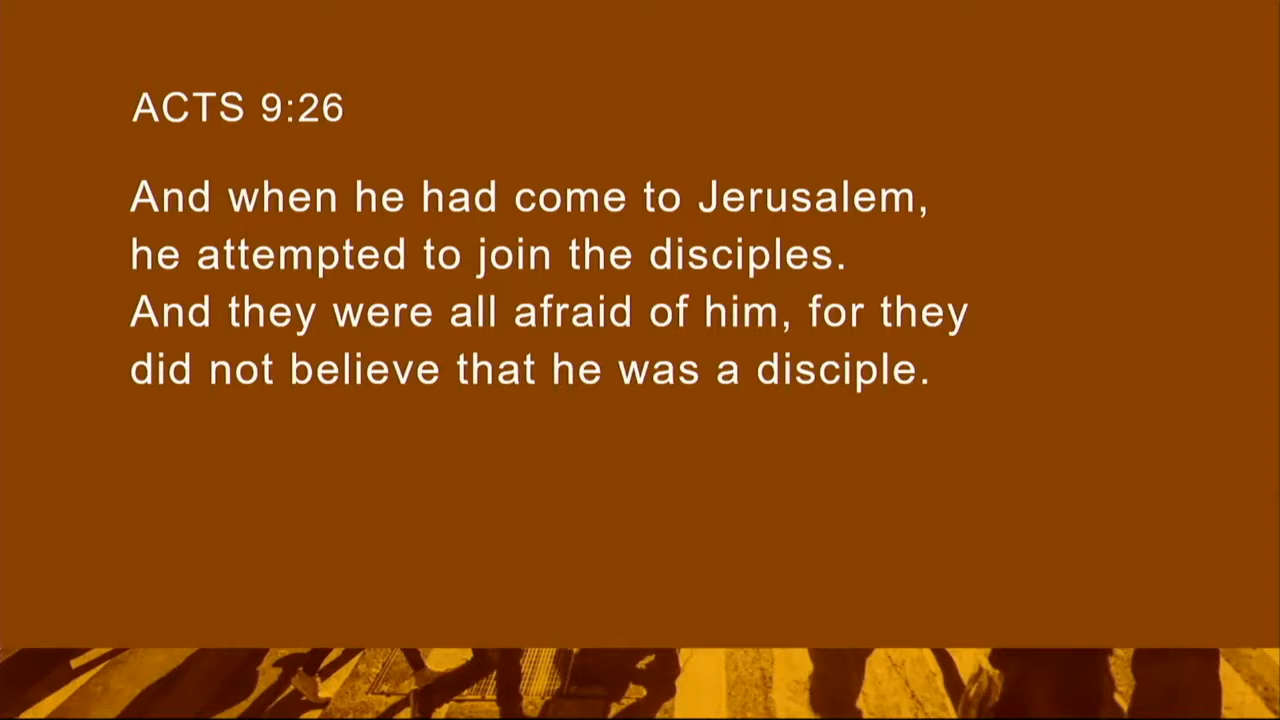 ACTS 9:26
And when he had come to Jerusalem,
he attempted to join the disciples.
And they were all afraid of him, for they
did not believe that he was a disciple.